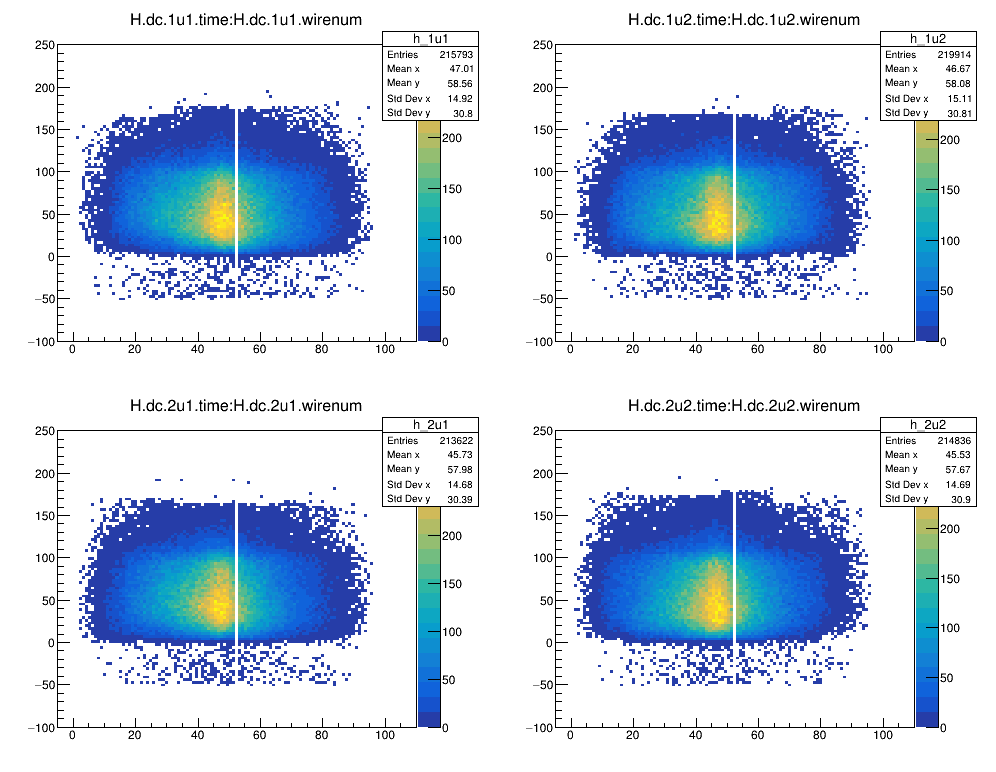 H.dc.1u1.time:H.dc.1u1.wirenum
h_1u1
Entries 215793
Mean x 47.01
Mean y 58.56
Std Dev x 14.92
Std Dev y 30.8
250
200
150
100
50
0
−50
−100
0 20 40 60 80 100
200
150
100
50
0
H.dc.1u2.time:H.dc.1u2.wirenum
h_1u2
Entries 219914
Mean x 46.67
Mean y 58.08
Std Dev x 15.11
Std Dev y 30.81
250
200
150
100
50
0
−50
−100
0 20 40 60 80 100
200
150
100
50
0
H.dc.2u1.time:H.dc.2u1.wirenum
h_2u1
Entries 213622
Mean x 45.73
Mean y 57.98
Std Dev x 14.68
Std Dev y 30.39
250
200
150
100
50
0
−50
−100
0 20 40 60 80 100
200
150
100
50
0
H.dc.2u2.time:H.dc.2u2.wirenum
h_2u2
Entries 214836
Mean x 45.53
Mean y 57.67
Std Dev x 14.69
Std Dev y 30.9
250
200
150
100
50
0
−50
−100
0 20 40 60 80 100
200
150
100
50
0